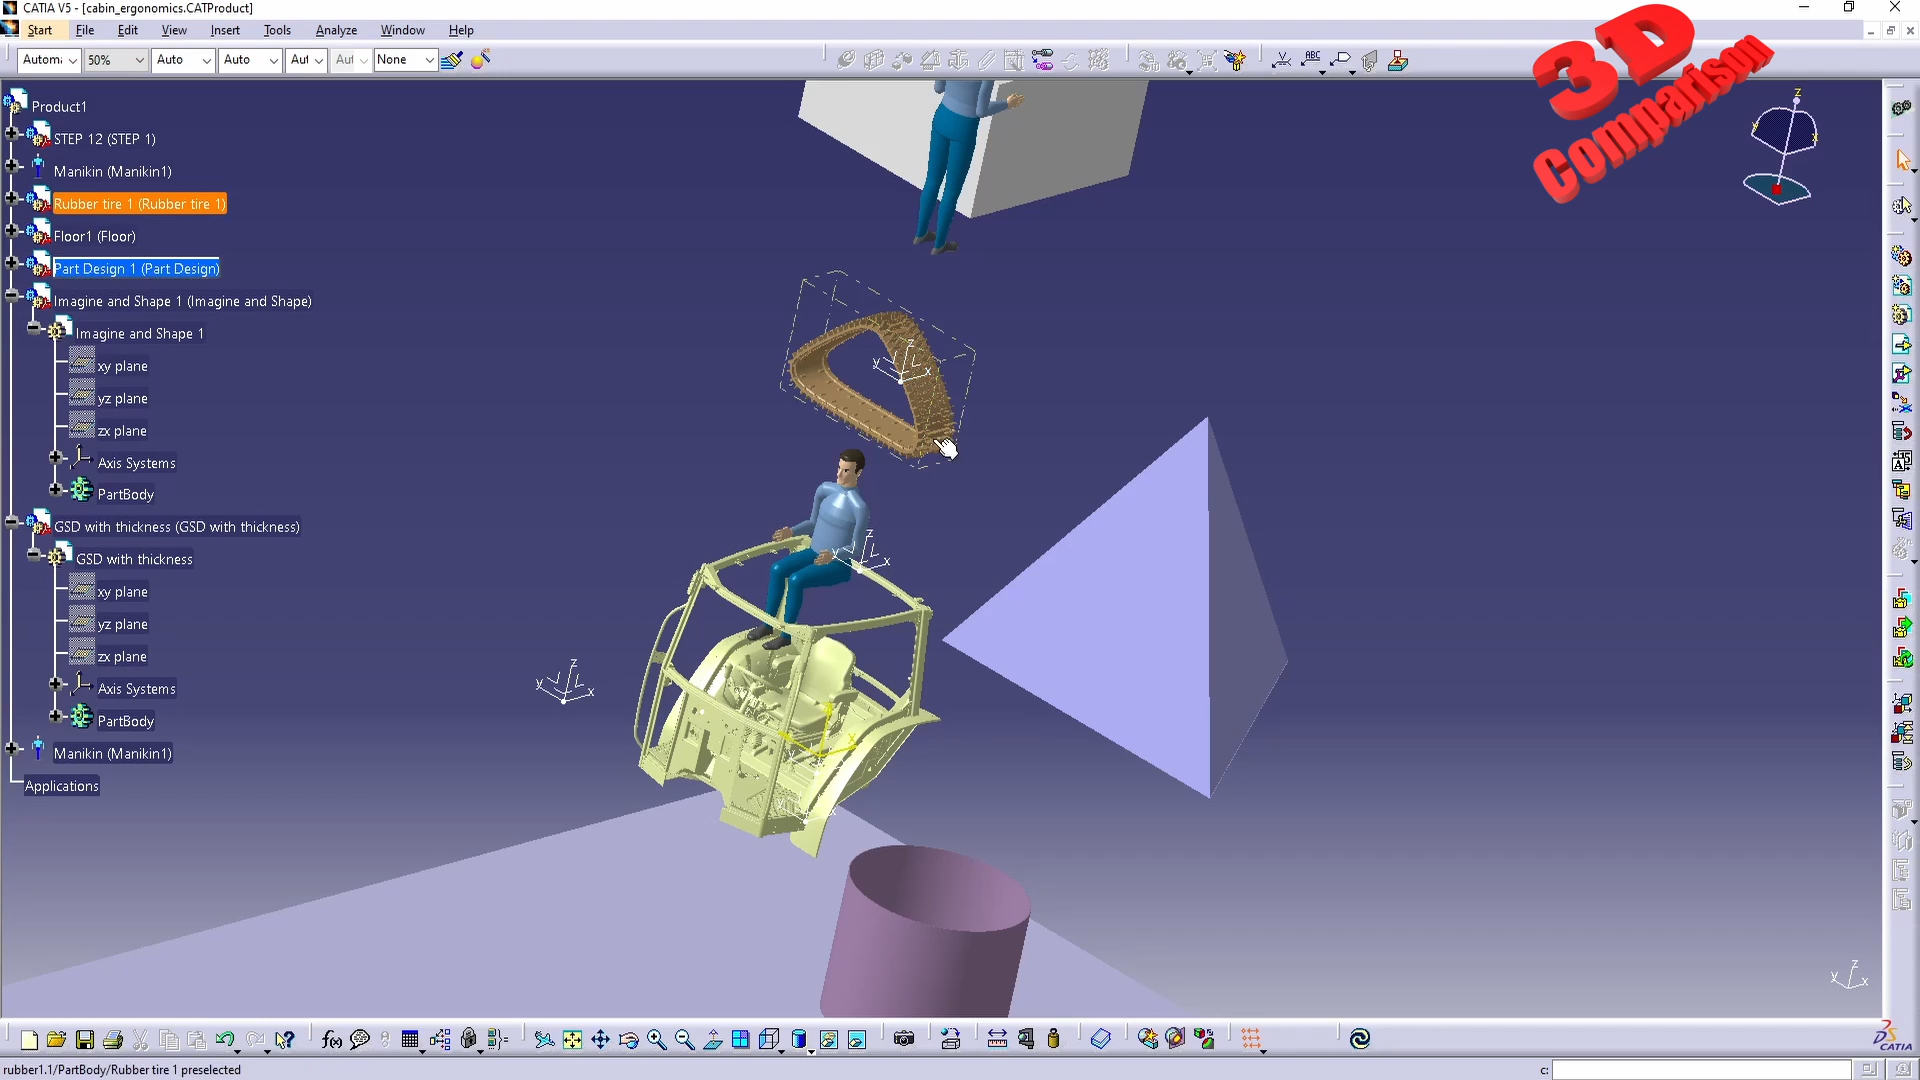 CATIA V5 - [cabin_ergonomics.CATProduct]
Start File Edit View Insert Tools Analyze Window Help
Autom 50% Auto Auto Aut Aut None
ABC
3D
Comparison
Product1
STEP 12 (STEP 1)
Manikin (Manikin1)
Rubber tire 1 (Rubber tire 1)
Floor1 (Floor)
Part Design 1 (Part Design)
Imagine and Shape 1 (Imagine and Shape)
Imagine and Shape 1
xy plane
yz plane
zx plane
Axis Systems
PartBody
GSD with thickness (GSD with thickness)
GSD with thickness
xy plane
yz plane
zx plane
Axis Systems
PartBody
Manikin (Manikin1)
Applications
z
y x
z
y x
z
y x
z
y x
z
y x
f(x)
CATIA
rubber1.1/PartBody/Rubber tire 1 preselected
c: